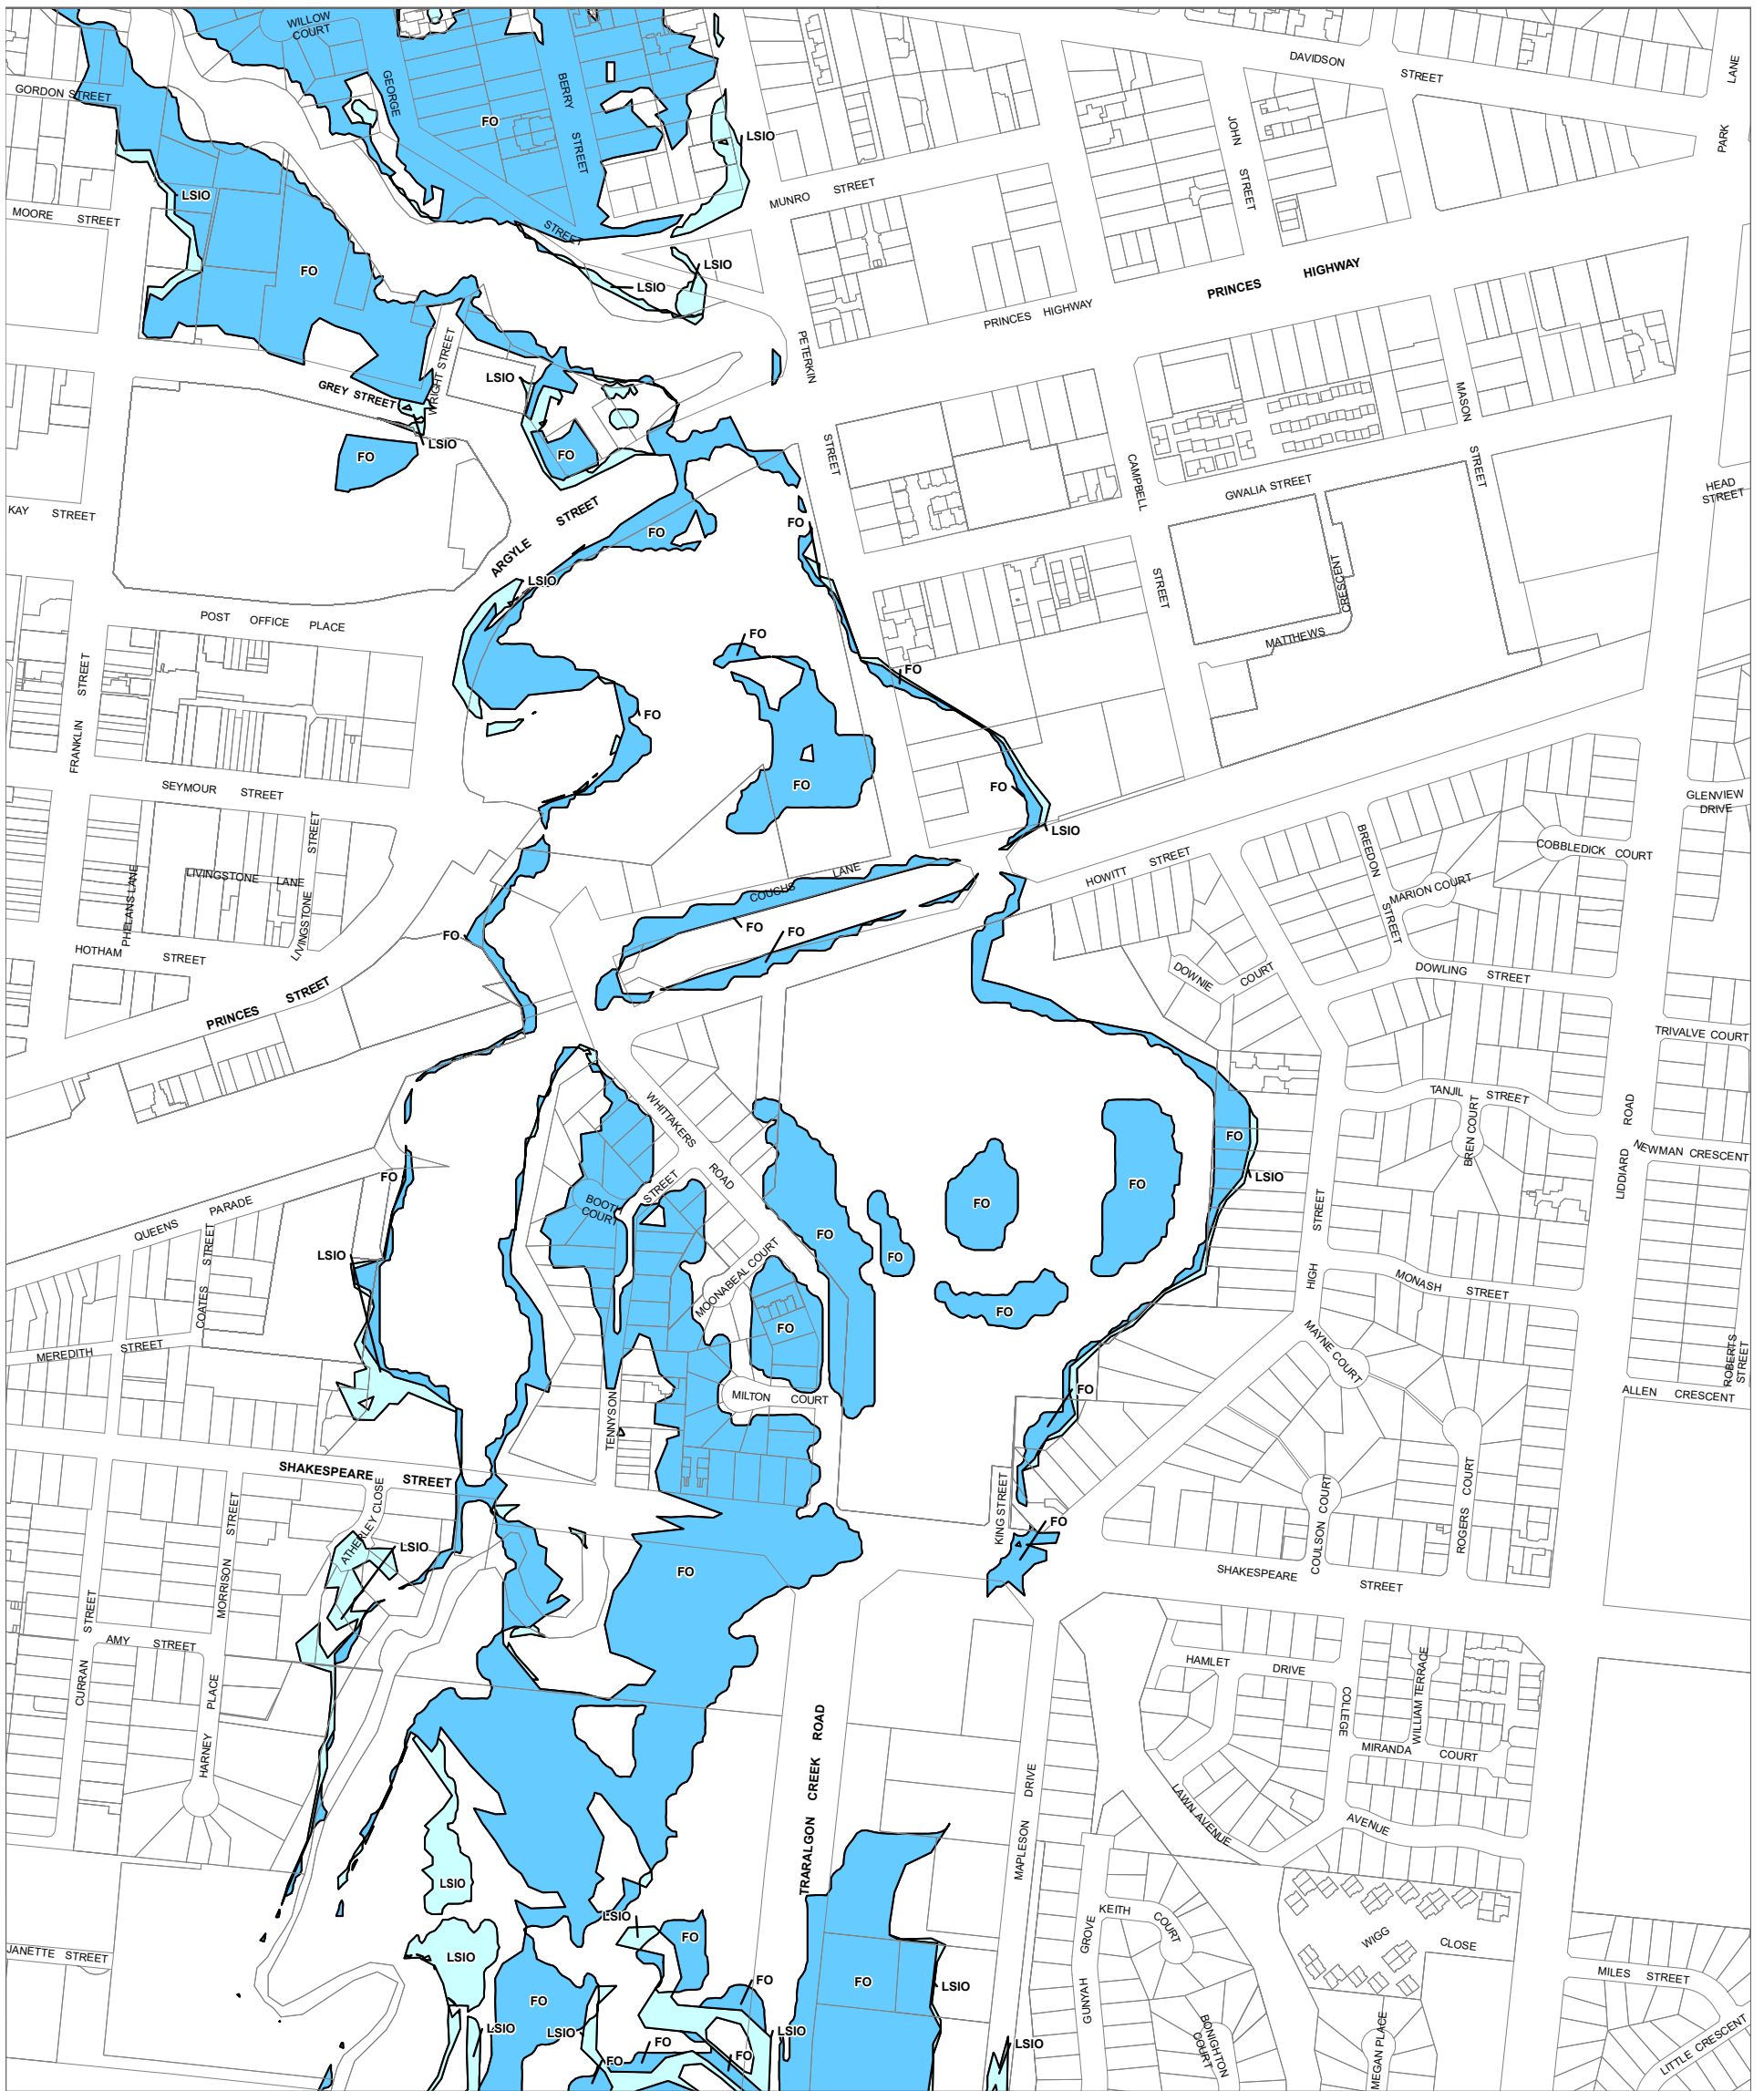 WILLOW
COURT
DAVIDSON STREET
LANE
GORDON STREET
GEORGE
BERRY
STREET
FO
LSIO
JOHN
STREET
PARK
LSIO
MUNRO STREET
MOORE STREET
STREET
FO
LSIO
LSIO
PRINCES HIGHWAY
PRINCES HIGHWAY
PETERKIN
STREET
WRIGHT STREET
GREY STREET
LSIO
LSIO
FO
FO
MASON
STREET
CAMPBELL
STREET
GWALIA STREET
HEAD
STREET
KAY STREET
ARGYLE STREET
FO
FO
LSIO
CRESCENT
MATTHEWS
POST OFFICE PLACE
FO
FO
FRANKLIN STREET
FO
FO
FO
SEYMOUR STREET
GLENVIEW
DRIVE
LSIO
BREEDON
STREET
COBBLEDICK COURT
HOWITT STREET
MARION COURT
LIVINGSTONE LANE
LIVINGSTONE STREET
PHELANS LANE
COUCHS LANE
FO
FO
FO
HOTHAM STREET
DOWNIE COURT
DOWLING STREET
PRINCES STREET
TRIVALVE COURT
TANJIL STREET
WHITTAKERS ROAD
LIDDIARD ROAD
BREN COURT
NEWMAN CRESCENT
FO
FO
LSIO
FO
FO
BOOTH
COURT
STREET
QUEENS PARADE
COATES STREET
HIGH STREET
FO
FO
LSIO
MOONABEAL COURT
MONASH STREET
FO
FO
MEREDITH STREET
MAYNE COURT
ROBERTS
STREET
ALLEN CRESCENT
FO
MILTON COURT
TENNYSON
SHAKESPEARE STREET
KING STREET
COULSON COURT
ROGERS COURT
FO
ATHERLEY CLOSE
LSIO
MORRISON STREET
FO
SHAKESPEARE STREET
CURRAN STREET
AMY STREET
HARNEY PLACE
HAMLET DRIVE
COLLEGE
WILLIAM TERRACE
MIRANDA COURT
TRARALGON CREEK ROAD
MAPLESON DRIVE
LAWN AVENUE
AVENUE
LSIO
LSIO
FO
KEITH COURT
GUNYAH GROVE
WIGG CLOSE
JANETTE STREET
LSIO
FO
FO
FO
LSIO
MILES STREET
LSIO
LSIO
LSIO
FO
FO
FO
LSIO
BONIGHTON
COURT
MEGAN PLACE
LITTLE CRESCENT